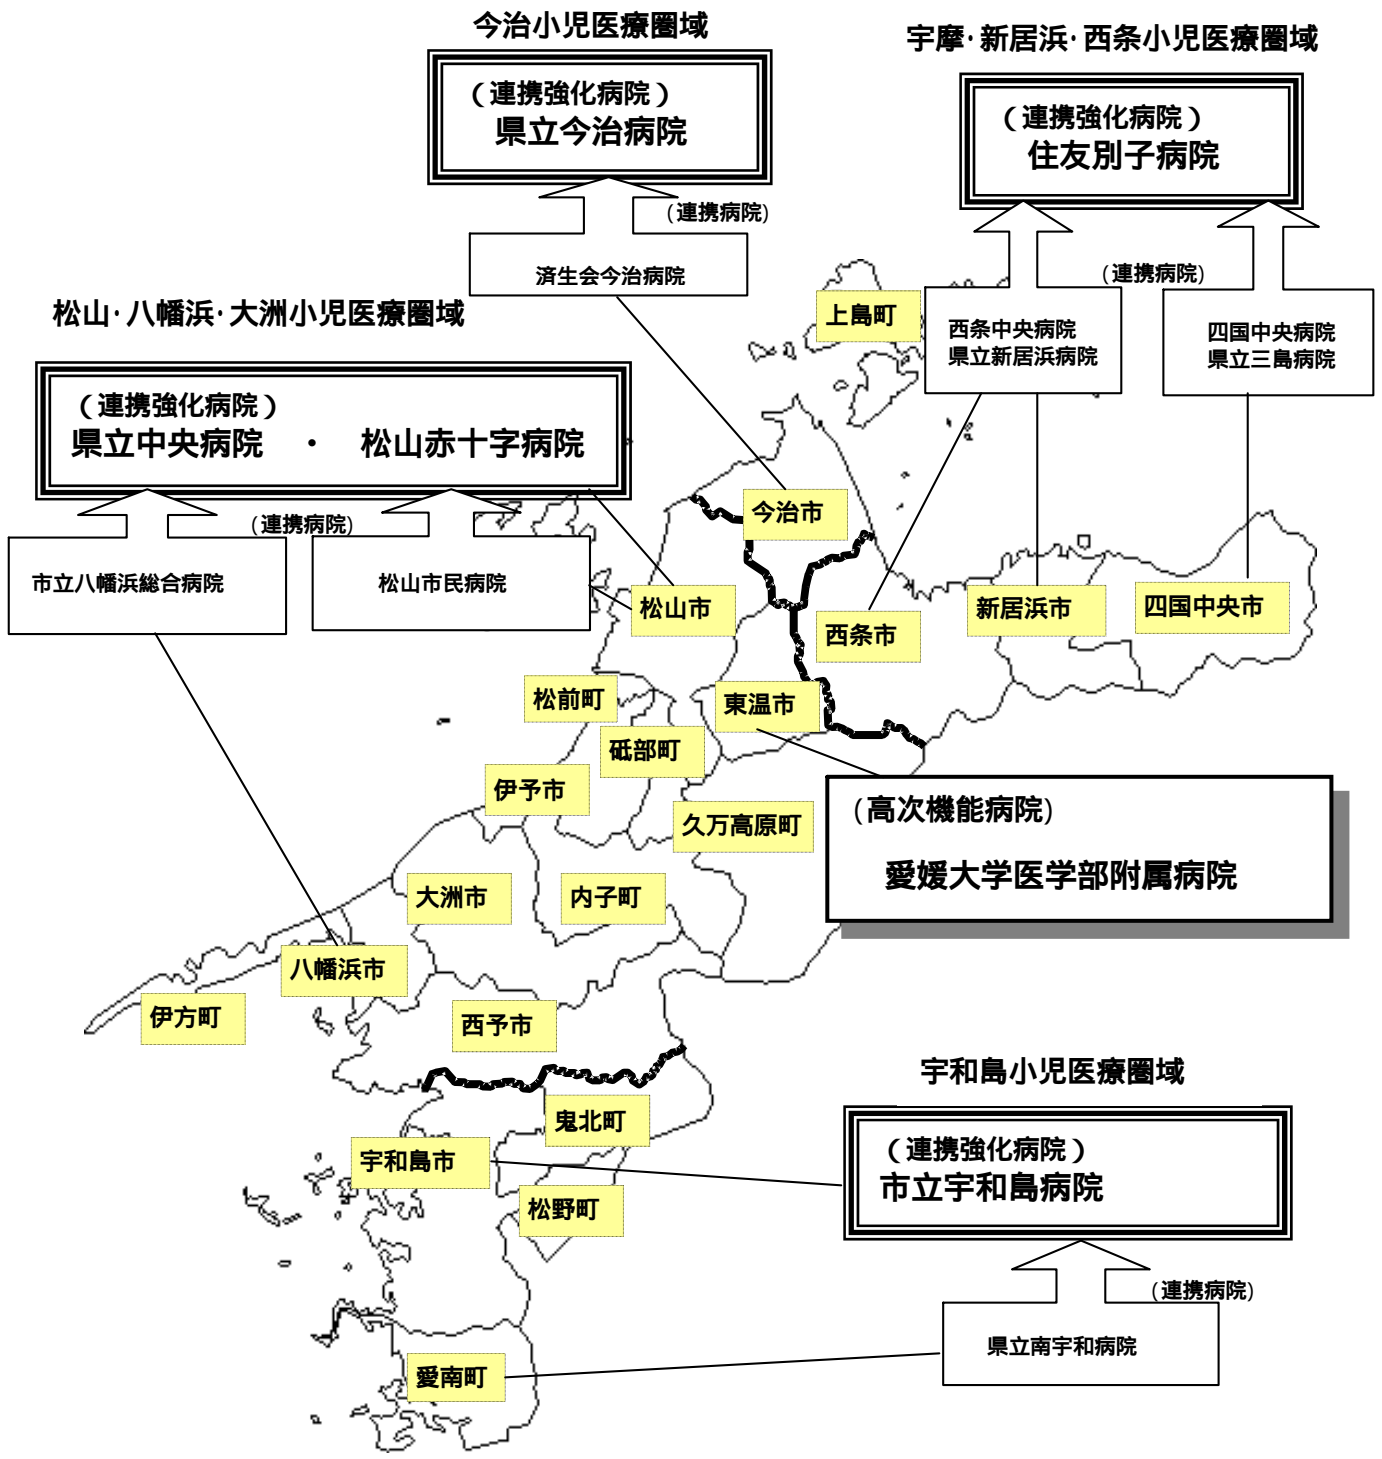 今治小児医療圏域
宇摩・新居浜・西条小児医療圏域
（連携強化病院）
県立今治病院
（連携強化病院）
住友別子病院
(連携病院)
済生会今治病院
(連携病院)
西条中央病院
県立新居浜病院
四国中央病院
県立三島病院
松山・八幡浜・大洲小児医療圏域
（連携強化病院）
県立中央病院　・　松山赤十字病院
(連携病院)
市立八幡浜総合病院
松山市民病院
上島町
今治市
松山市
西条市
新居浜市
四国中央市
松前町
東温市
砥部町
伊予市
久万高原町
(高次機能病院)
愛媛大学医学部附属病院
大洲市
内子町
八幡浜市
伊方町
西予市
宇和島小児医療圏域
鬼北町
宇和島市
（連携強化病院）
市立宇和島病院
松野町
(連携病院)
県立南宇和病院
愛南町